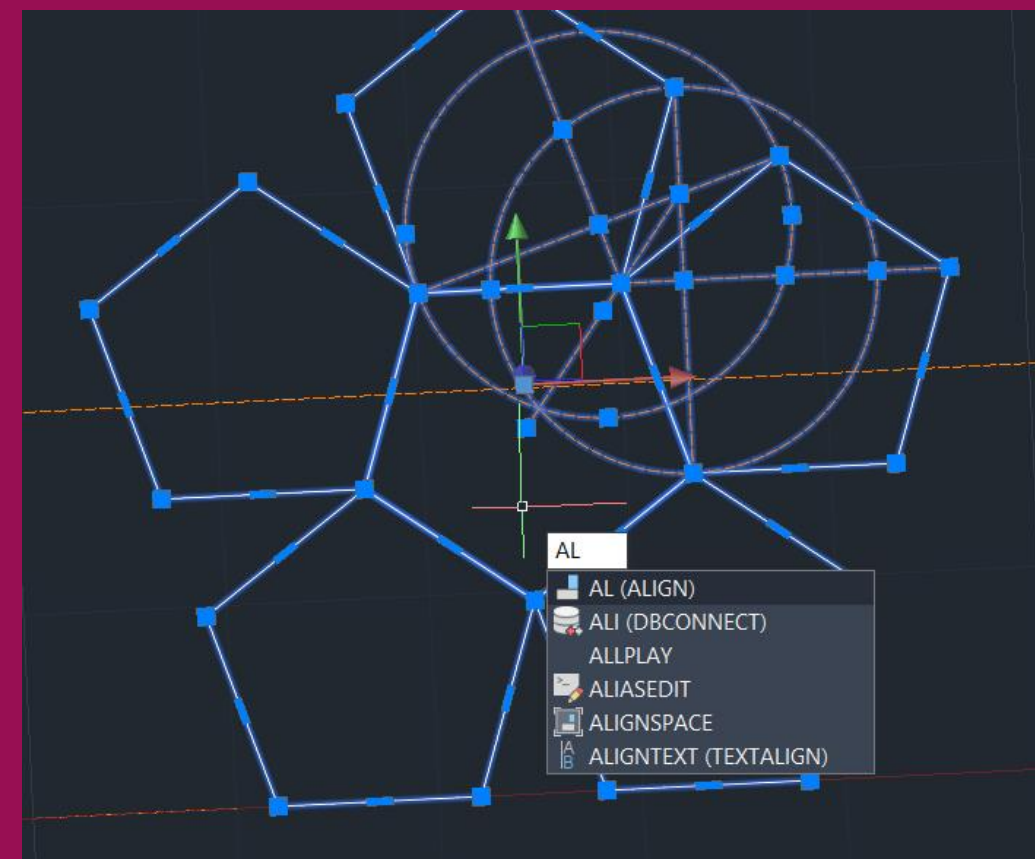 AL
AL (ALIGN)
ALI (DBCONNECT)
ALLPLAY
ALIASEDIT
ALIGNSPACE
ALIGNTEXT (TEXTALIGN)